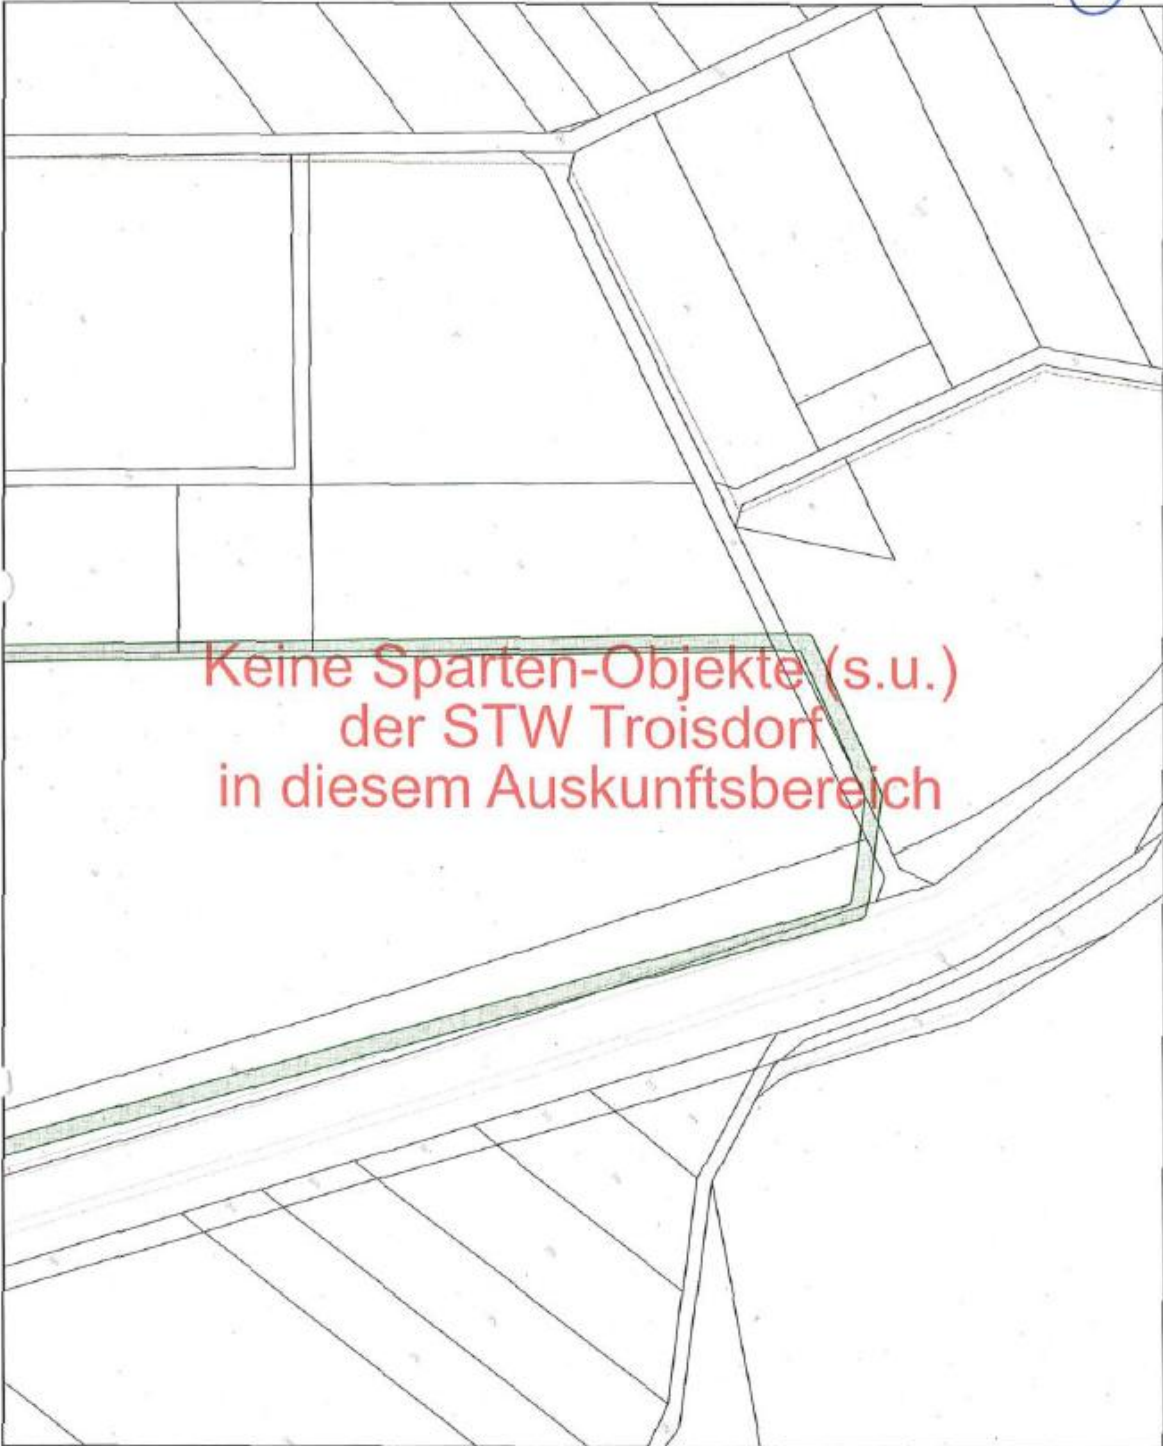 Keine Sparten-Objekte (s.u.)
der STW Troisdorf
in diesem Auskunftsbereich